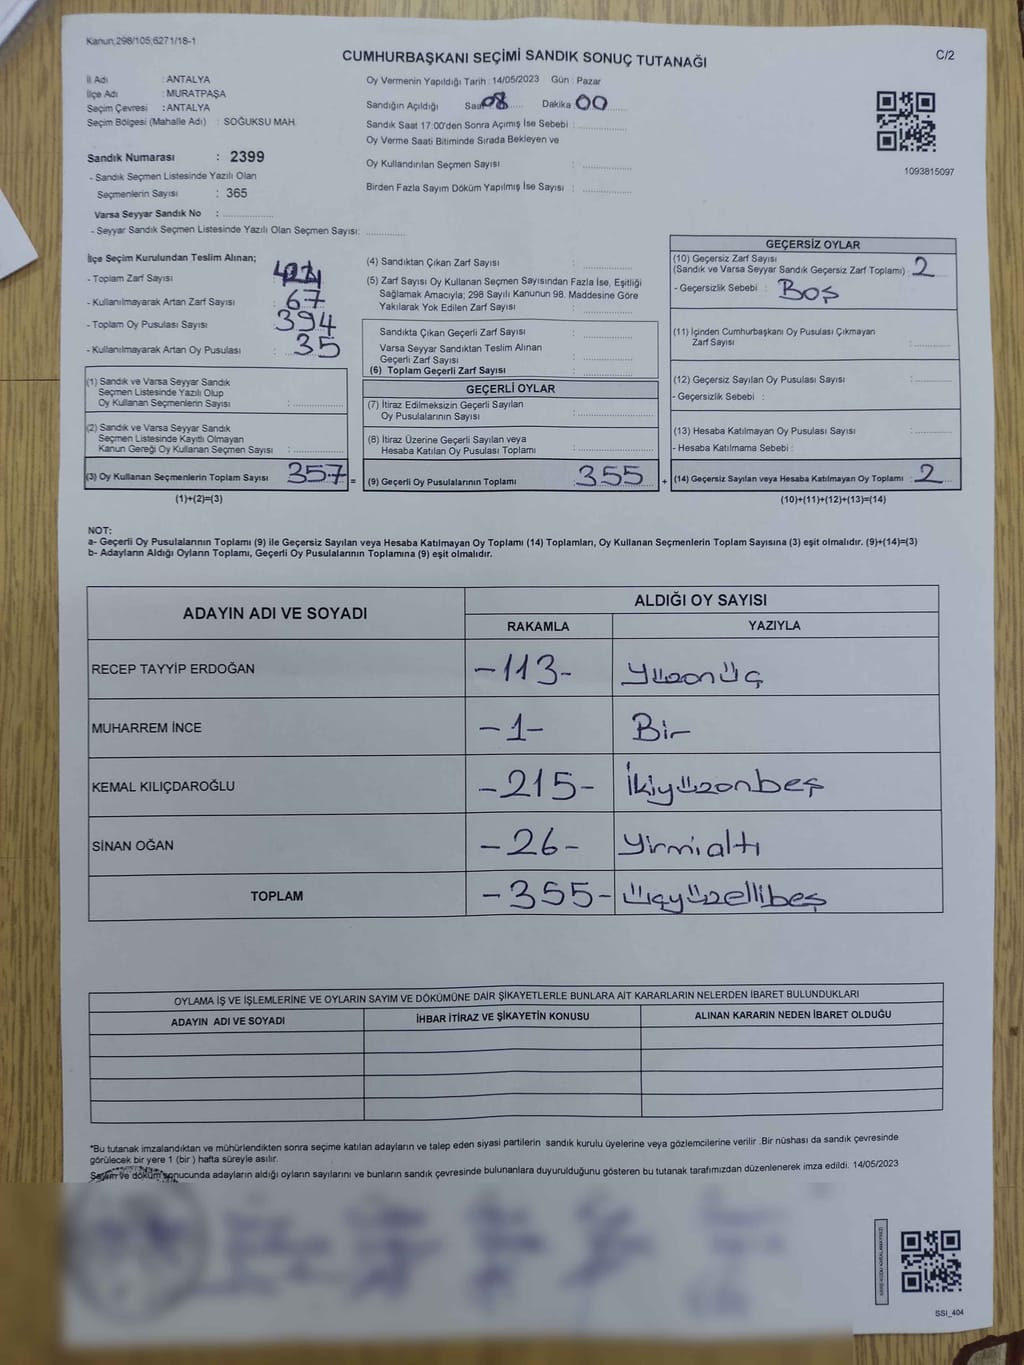 Kanun;298/105;6271/18-1
C/2
CUMHURBAŞKANI SEÇİMİ SANDIK SONUÇ TUTANAĞI
İl Adı : ANTALYA
İlçe Adı : MURATPAŞA
Seçim Çevresi : ANTALYA
Seçim Bölgesi (Mahalle Adı) : SOĞUKSU MAH.
Sandık Numarası : 2399
- Sandık Seçmen Listesinde Yazılı Olan
Seçmenlerin Sayısı : 365
Varsa Seyyar Sandık No : ..............
- Seyyar Sandık Seçmen Listesinde Yazılı Olan Seçmen Sayısı: ............
Oy Vermenin Yapıldığı Tarih : 14/05/2023 Gün : Pazar
Sandığın Açıldığı Saat 08 Dakika 00
Sandık Saat 17:00'den Sonra Açımış İse Sebebi : ..............
Oy Verme Saati Bitiminde Sırada Bekleyen ve
Oy Kullandırılan Seçmen Sayısı : ..............
Birden Fazla Sayım Döküm Yapılmış İse Sayısı : ..............
1093815097
İlçe Seçim Kurulundan Teslim Alınan;
- Toplam Zarf Sayısı
- Kullanılmayarak Artan Zarf Sayısı : 67
- Toplam Oy Pusulası Sayısı : 394
- Kullanılmayarak Artan Oy Pusulası : 35
(1) Sandık ve Varsa Seyyar Sandık
Seçmen Listesinde Yazılı Olup
Oy Kullanan Seçmenlerin Sayısı : ..............
(2) Sandık ve Varsa Seyyar Sandık
Seçmen Listesinde Kayıtlı Olmayan
Kanun Gereği Oy Kullanan Seçmen Sayısı : ..............
(3) Oy Kullanan Seçmenlerin Toplam Sayısı : 357 =
(1)+(2)=(3)
(4) Sandıktan Çıkan Zarf Sayısı : ..............
(5) Zarf Sayısı Oy Kullanan Seçmen Sayısından Fazla İse, Eşitliği
Sağlamak Amacıyla; 298 Sayılı Kanunun 98. Maddesine Göre
Yakılarak Yok Edilen Zarf Sayısı : ..............
Sandıkta Çıkan Geçerli Zarf Sayısı : ..............
Varsa Seyyar Sandıktan Teslim Alınan
Geçerli Zarf Sayısı : ..............
(6) Toplam Geçerli Zarf Sayısı : ..............
GEÇERLİ OYLAR
(7) İtiraz Edilmeksizin Geçerli Sayılan
Oy Pusulalarının Sayısı : ..............
(8) İtiraz Üzerine Geçerli Sayılan veya
Hesaba Katılan Oy Pusulası Toplamı : ..............
(9) Geçerli Oy Pusulalarının Toplamı : 355 +
GEÇERSİZ OYLAR
(10) Geçersiz Zarf Sayısı
(Sandık ve Varsa Seyyar Sandık Geçersiz Zarf Toplamı) : 2
- Geçersizlik Sebebi : BOŞ
(11) İçinden Cumhurbaşkanı Oy Pusulası Çıkmayan
Zarf Sayısı : ..............
(12) Geçersiz Sayılan Oy Pusulası Sayısı : ..............
- Geçersizlik Sebebi :
(13) Hesaba Katılmayan Oy Pusulası Sayısı : ..............
- Hesaba Katılmama Sebebi :
(14) Geçersiz Sayılan veya Hesaba Katılmayan Oy Toplamı : 2
(10)+(11)+(12)+(13)=(14)
NOT:
a- Geçerli Oy Pusulalarının Toplamı (9) ile Geçersiz Sayılan veya Hesaba Katılmayan Oy Toplamı (14) Toplamları, Oy Kullanan Seçmenlerin Toplam Sayısına (3) eşit olmalıdır. (9)+(14)=(3)
b- Adayların Aldığı Oyların Toplamı, Geçerli Oy Pusulalarının Toplamına (9) eşit olmalıdır.
ADAYIN ADI VE SOYADI ALDIĞI OY SAYISI
RAKAMLA YAZIYLA
RECEP TAYYİP ERDOĞAN -113- Yüzonüç
MUHARREM İNCE -1- Bir
KEMAL KILIÇDAROĞLU -215- İkiyüzonbeş
SİNAN OĞAN -26- Yirmialtı
TOPLAM -355- Üçyüzellibeş
OYLAMA İŞ VE İŞLEMLERİNE VE OYLARIN SAYIM VE DÖKÜMÜNE DAİR ŞİKAYETLERLE BUNLARA AİT KARARLARIN NELERDEN İBARET BULUNDUKLARI
ADAYIN ADI VE SOYADI İHBAR İTİRAZ VE ŞİKAYETİN KONUSU ALINAN KARARIN NEDEN İBARET OLDUĞU
*Bu tutanak imzalandıktan ve mühürlendikten sonra seçime katılan adayların ve talep eden siyasi partilerin sandık kurulu üyelerine veya gözlemcilerine verilir .Bir nüshası da sandık çevresinde
görülecek bir yere 1 (bir ) hafta süreyle asılır.
Sayım ve döküm sonucunda adayların aldığı oyların sayılarını ve bunların sandık çevresinde bulunanlara duyurulduğunu gösteren bu tutanak tarafımızdan düzenlenerek imza edildi. 14/05/2023
SSI_404